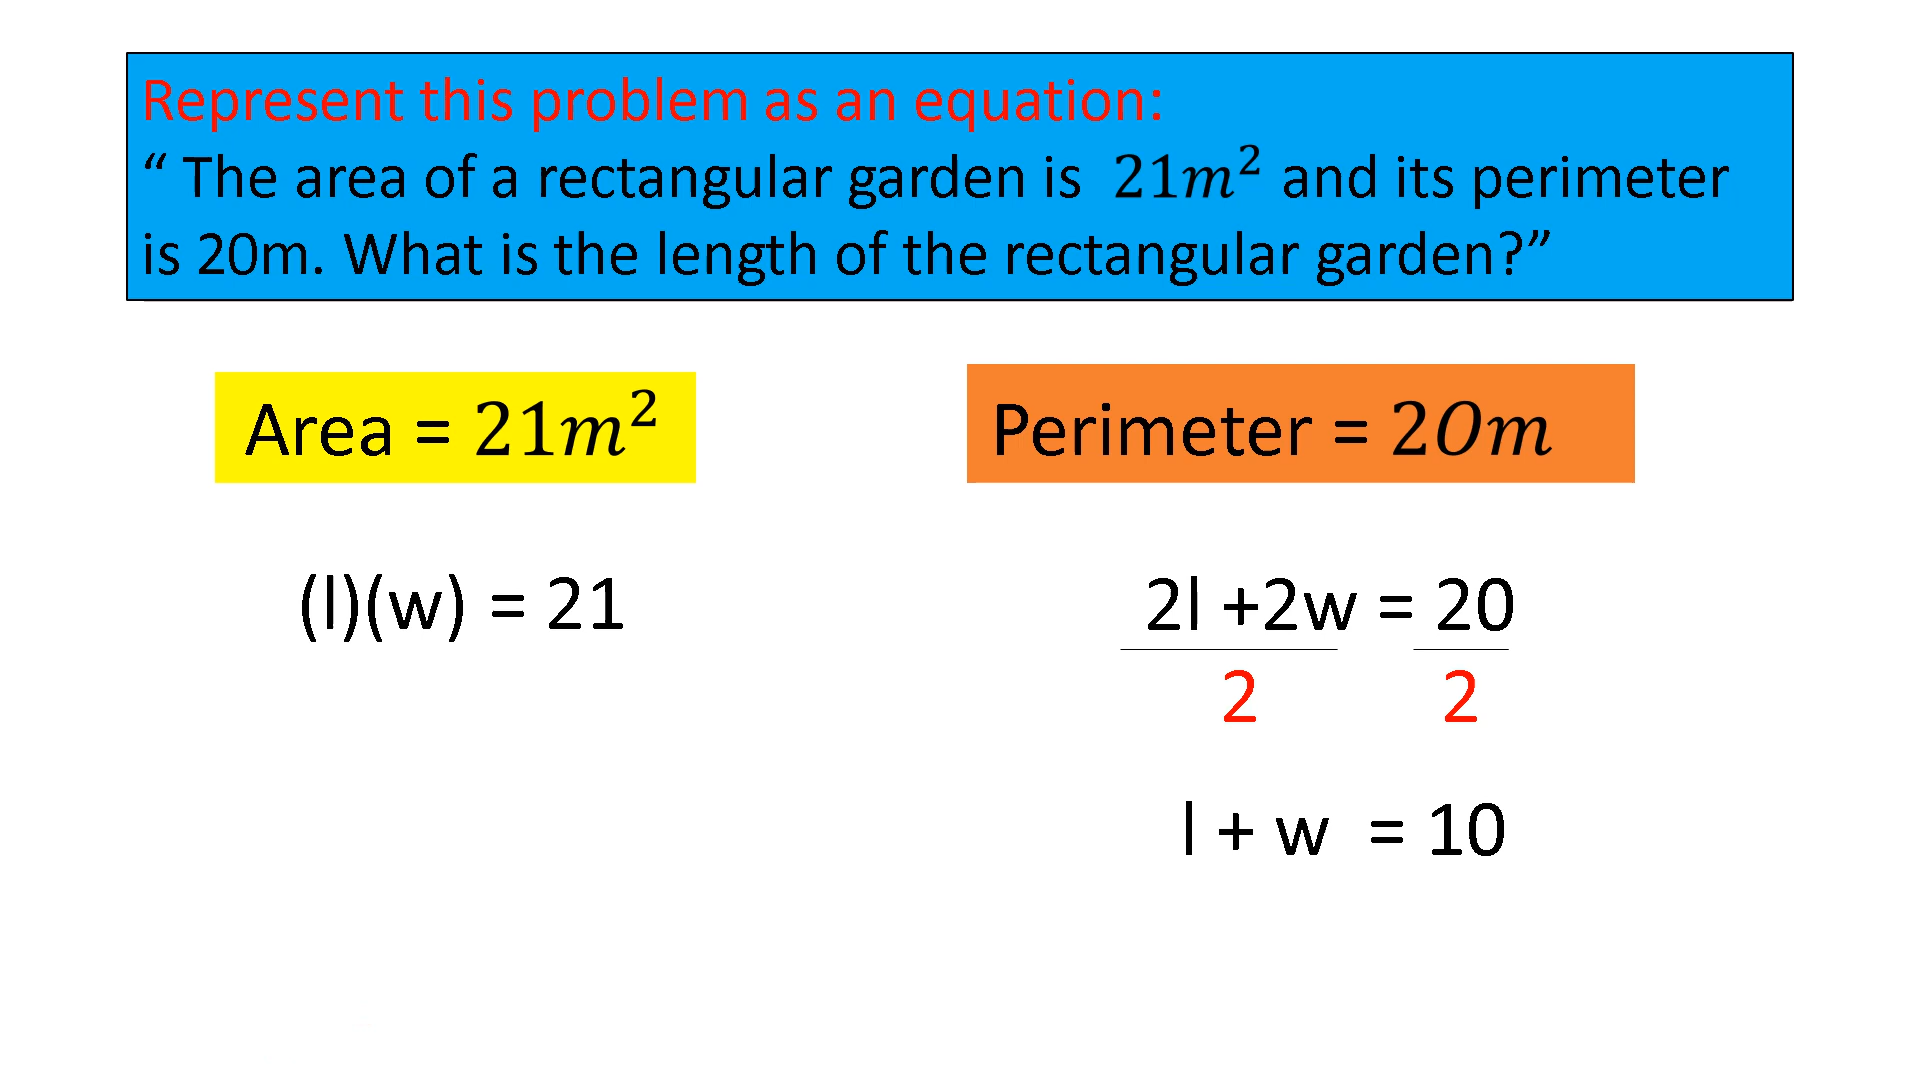 Represent this problem as an equation:
“ The area of a rectangular garden is 21m² and its perimeter
is 20m. What is the length of the rectangular garden?”
Area = 21m²
Perimeter = 2Om
(l)(w) = 21
2l +2w = 20
2 2
l + w = 10